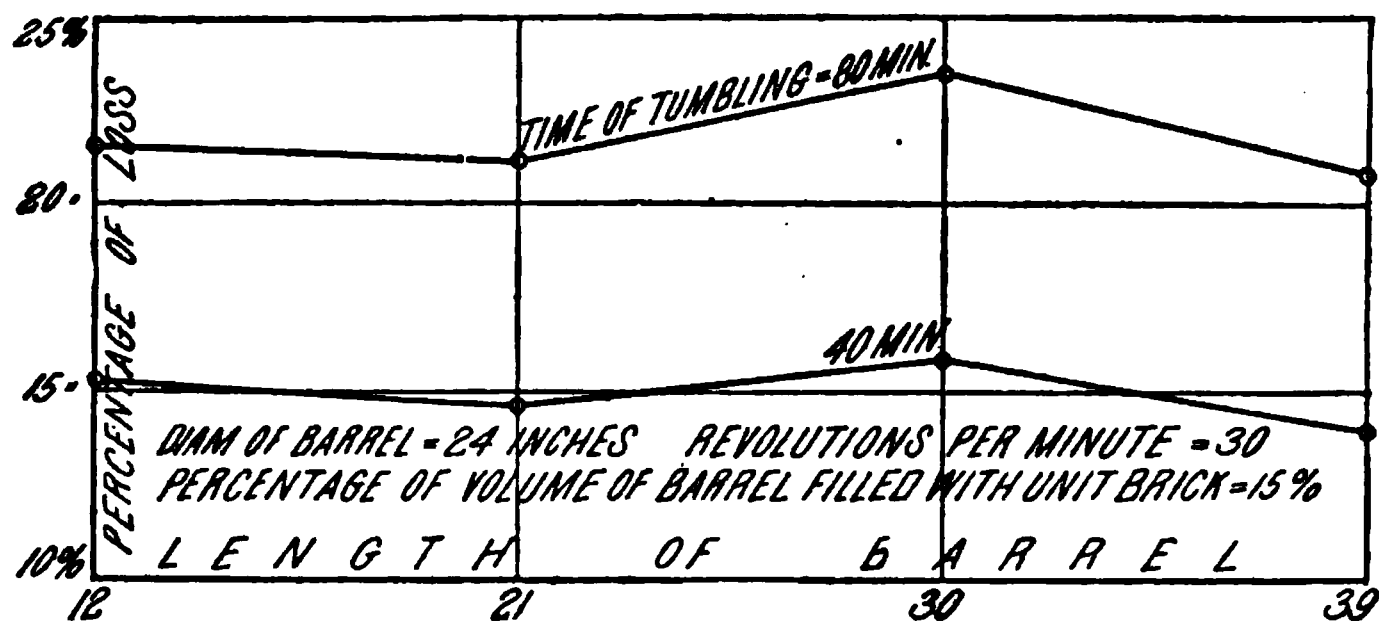 25%
PERCENTAGE OF LOSS
TIME OF TUMBLING=80 MIN.
20.
40 MIN.
15.
DIAM OF BARREL=24 INCHES REVOLUTIONS PER MINUTE=30
PERCENTAGE OF VOLUME OF BARREL FILLED WITH UNIT BRICK=15%
10%
LENGTH OF BARREL
12 21 30 39